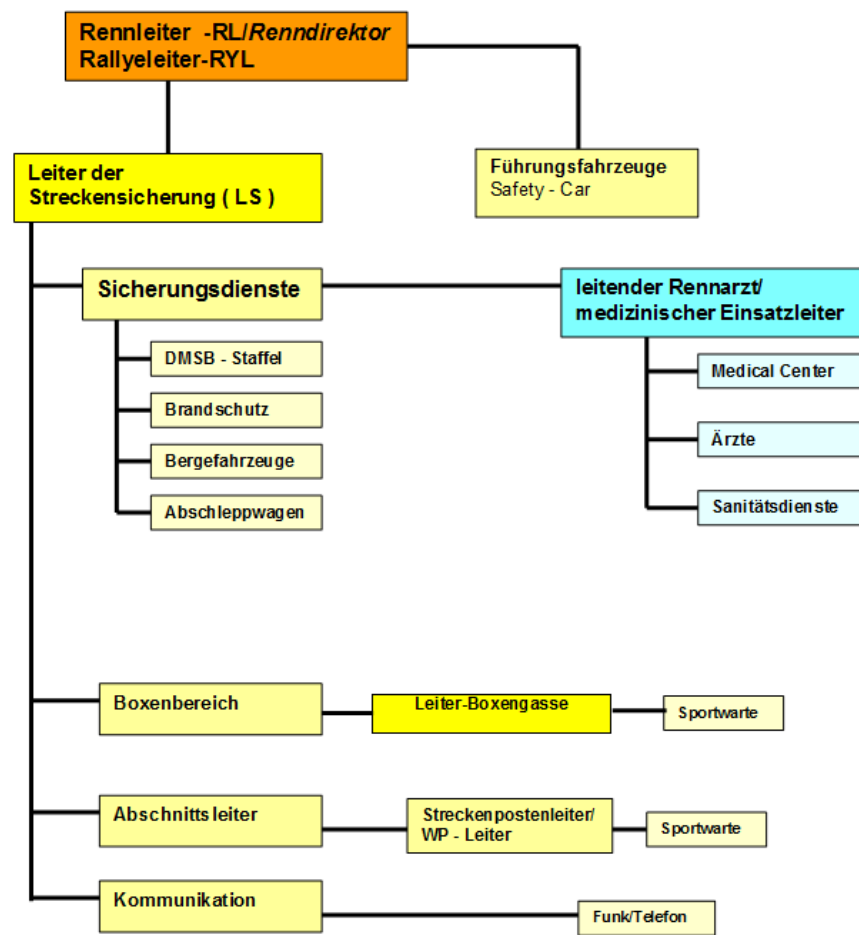 Rennleiter -RL/Renndirektor
Rallyeleiter-RYL
Leiter der
Streckensicherung ( LS )
Führungsfahrzeuge
Safety - Car
Sicherungsdienste
leitender Rennarzt/
medizinischer Einsatzleiter
DMSB - Staffel
Brandschutz
Bergefahrzeuge
Abschleppwagen
Medical Center
Ärzte
Sanitätsdienste
Boxenbereich
Leiter-Boxengasse
Sportwarte
Abschnittsleiter
Streckenpostenleiter/
WP - Leiter
Sportwarte
Kommunikation
Funk/Telefon